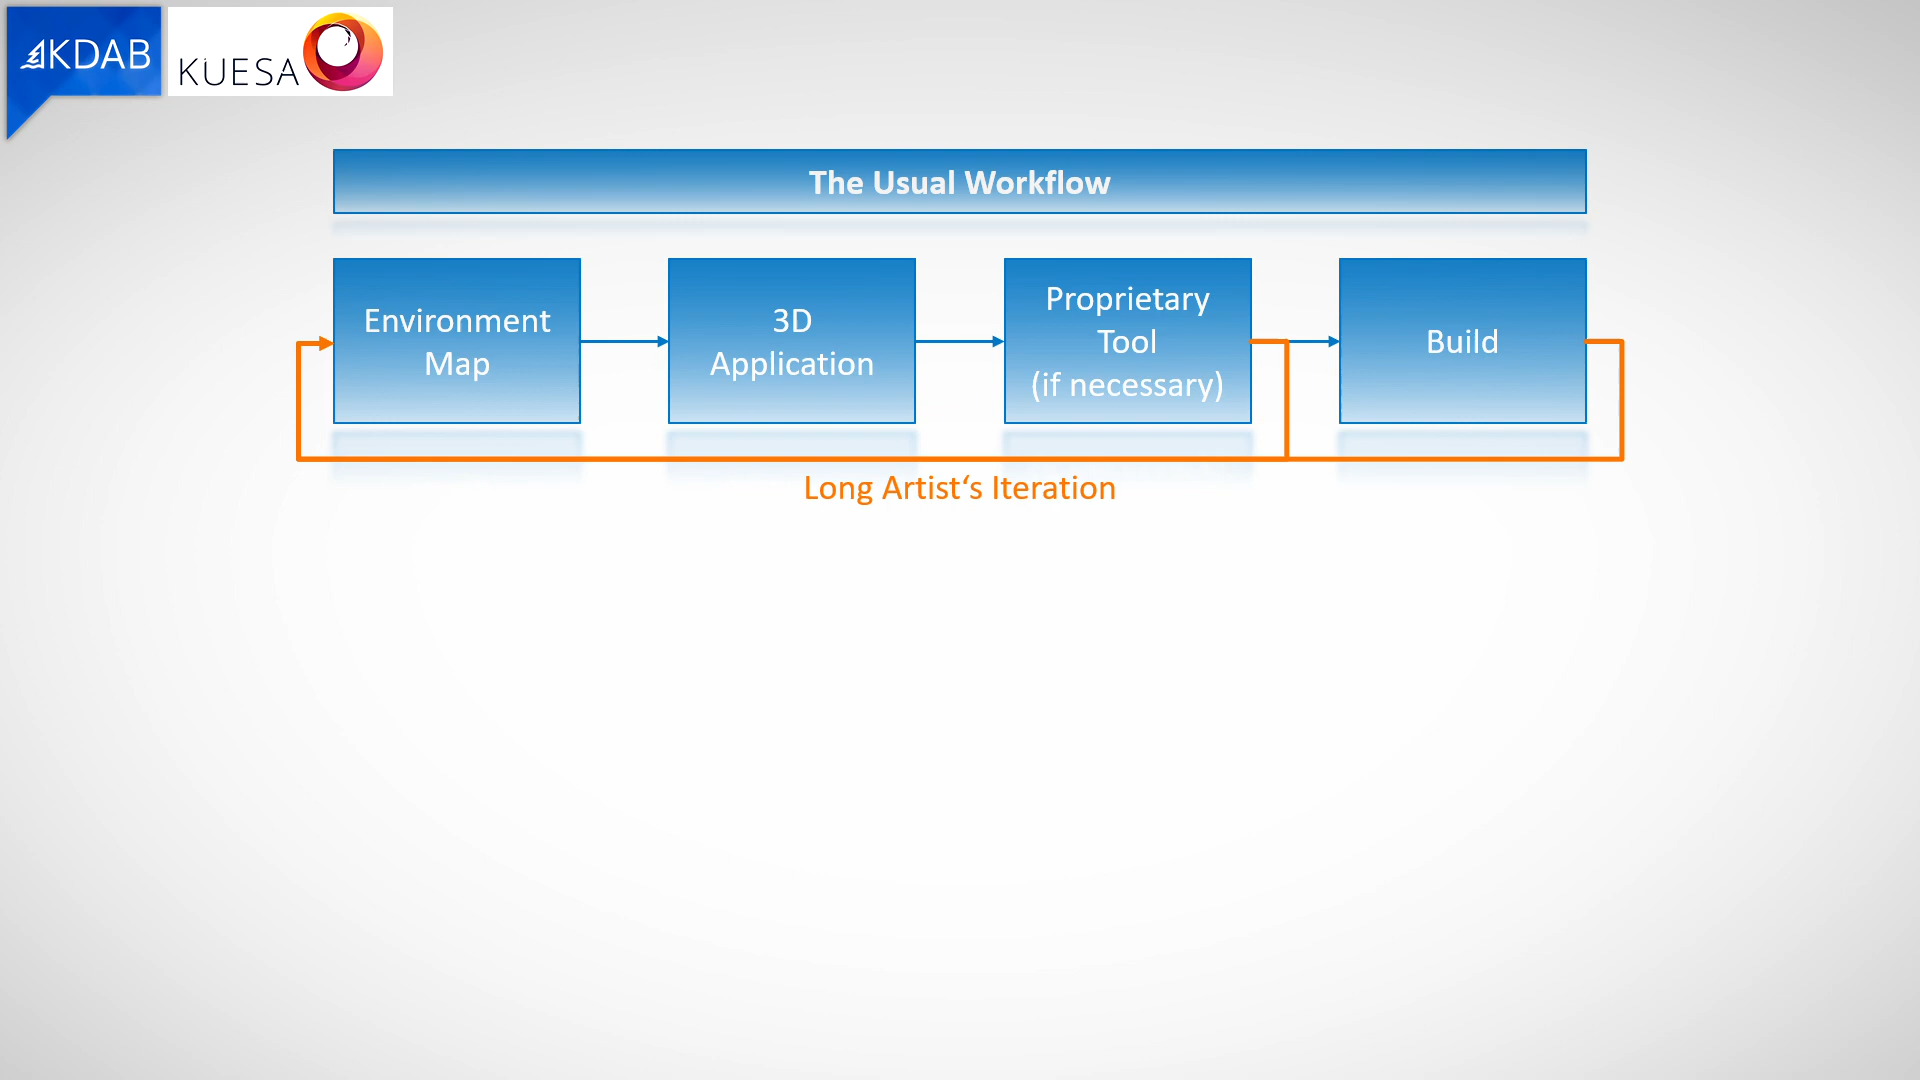 KDAB
KUESA
The Usual Workflow
Environment
Map
3D
Application
Proprietary
Tool
(if necessary)
Build
Long Artist‘s Iteration